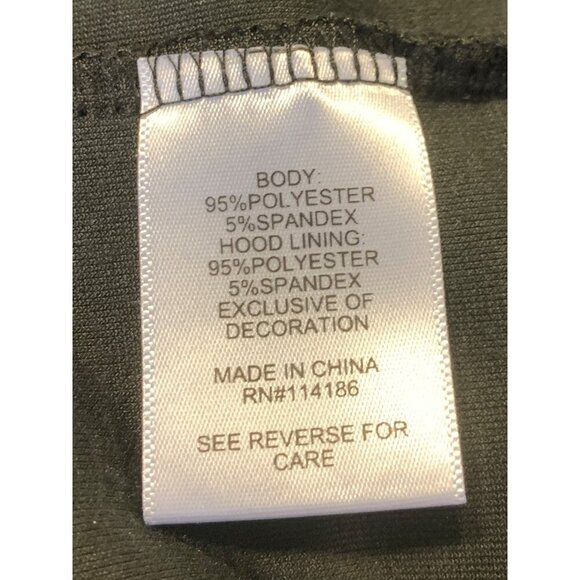 BODY:
95%POLYESTER
5%SPANDEX
HOOD LINING:
95%POLYESTER
5%SPANDEX
EXCLUSIVE OF
DECORATION
MADE IN CHINA
RN#114186
SEE REVERSE FOR
CARE